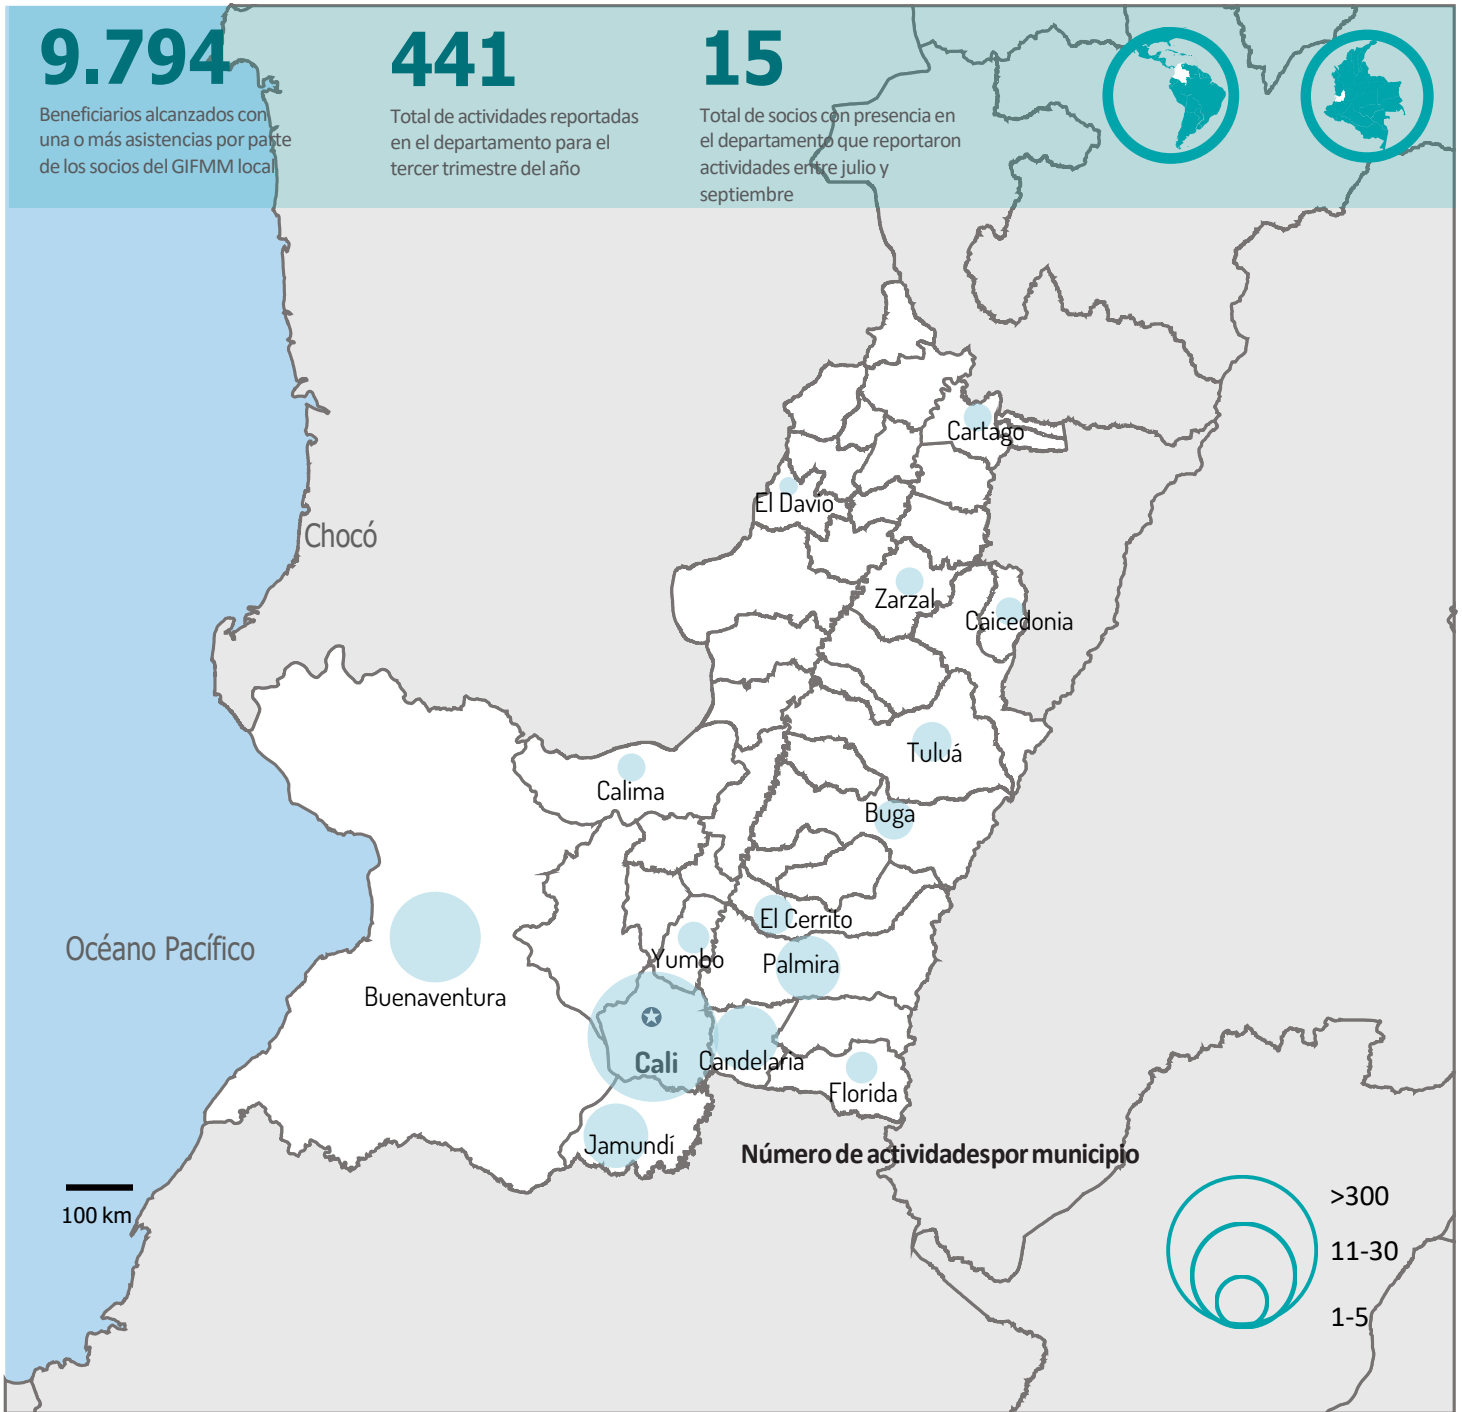 9.794
Beneficiarios alcanzados con
una o más asistencias por parte
de los socios del GIFMM local
441
Total de actividades reportadas
en el departamento para el
tercer trimestre del año
15
Total de socios con presencia en
el departamento que reportaron
actividades entre julio y
septiembre
Cartago
El Davio
Chocó
Zarzal
Caicedonia
Tuluá
Calima
Buga
El Cerrito
Océano Pacífico
Yumbo
Palmira
Buenaventura
Cali
Candelaria
Florida
Jamundí
Número de actividadespor municipio
100 km
>300
11-30
1-5